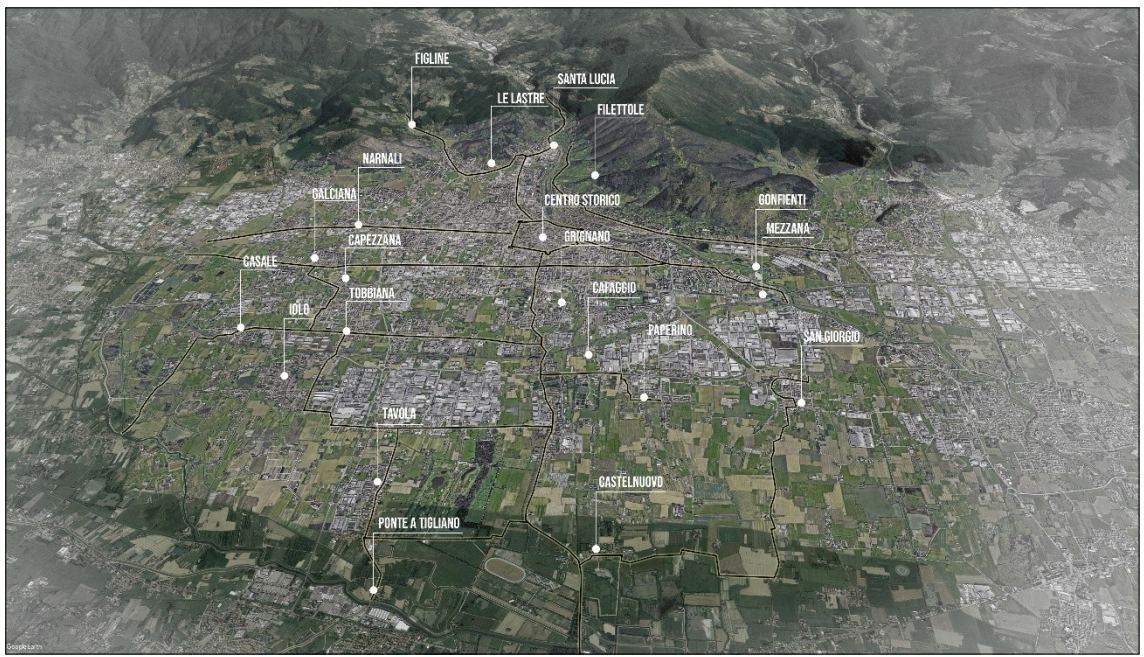 FIGLINE
SANTA LUCIA
LE LASTRE
FILETTOLE
NARNALI
GALCIANA
CENTRO STORICO
GONFIENTI
MEZZANA
CAPEZZANA
GRIGNANO
CASALE
TOBBIANA
CAFAGGIO
IOLO
PAPERINO
SAN GIORGIO
TAVOLA
CASTELNUOVO
PONTE A TIGLIANO
Google Earth